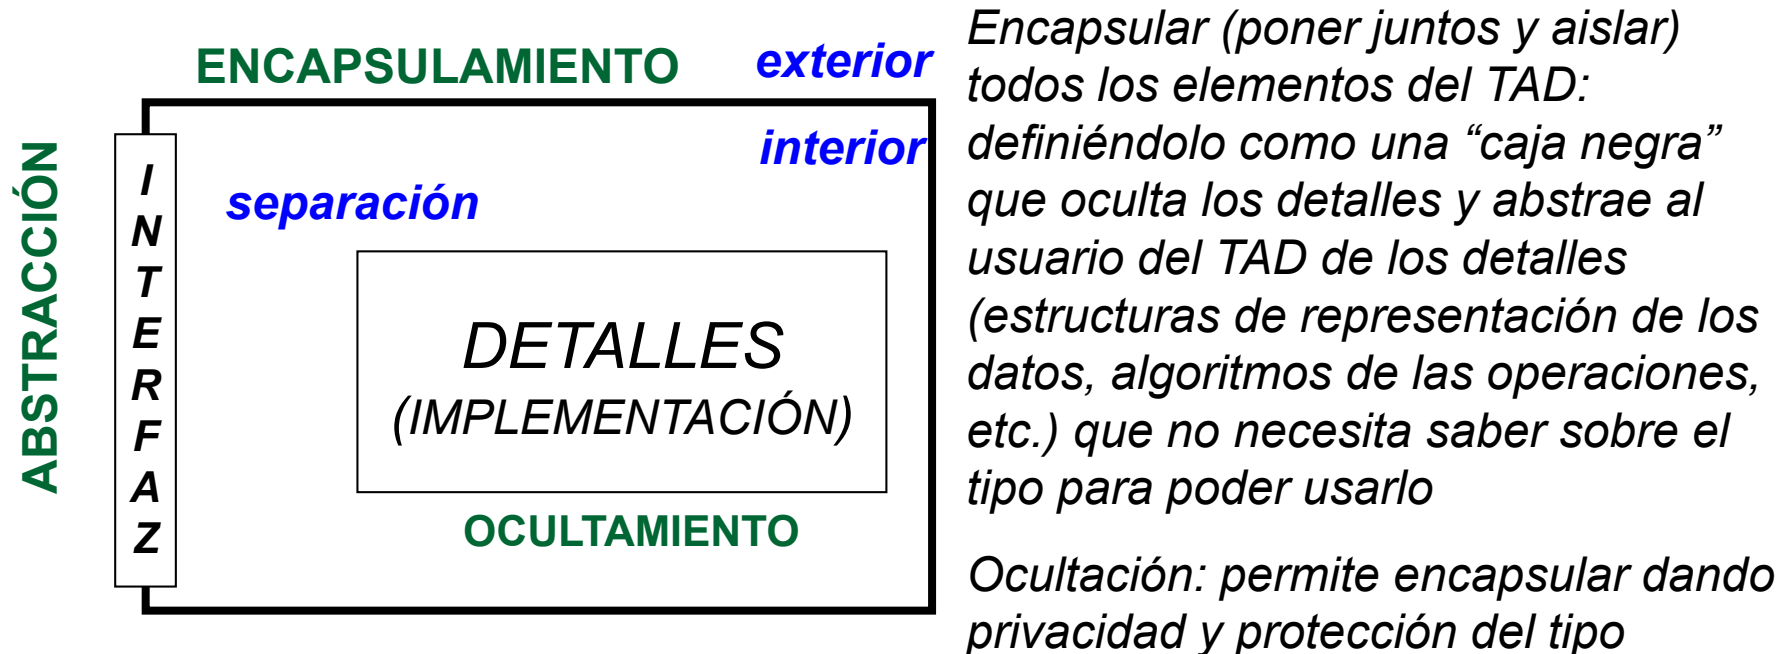 ENCAPSULAMIENTO
exterior
interior
separación
ABSTRACCIÓN
INTERFAZ
DETALLES
(IMPLEMENTACIÓN)
OCULTAMIENTO
Encapsular (poner juntos y aislar)
todos los elementos del TAD:
definiéndolo como una “caja negra”
que oculta los detalles y abstrae al
usuario del TAD de los detalles
(estructuras de representación de los
datos, algoritmos de las operaciones,
etc.) que no necesita saber sobre el
tipo para poder usarlo
Ocultación: permite encapsular dando
privacidad y protección del tipo